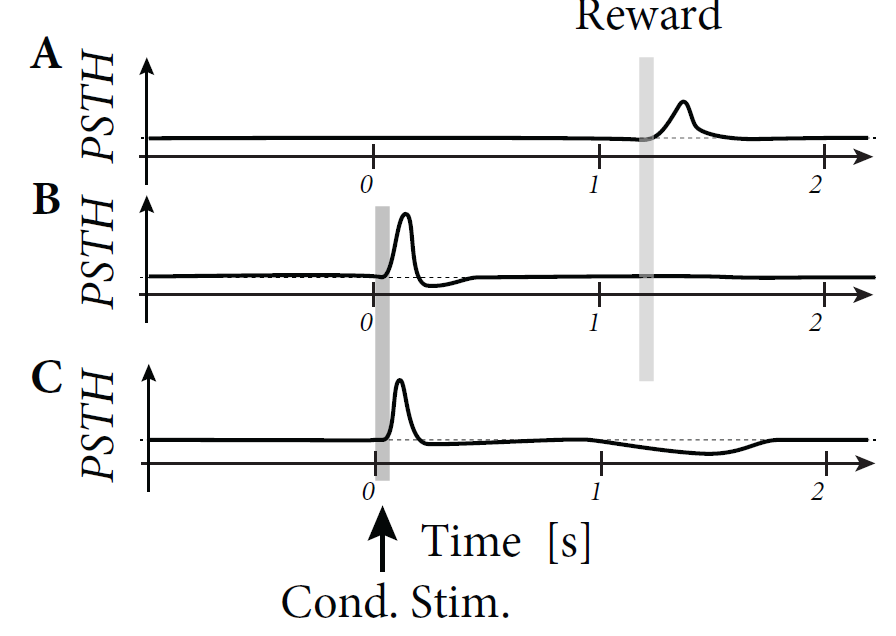 Reward
A PSTH
0 1 2
B PSTH
0 1 2
C PSTH
0 1 2
Time [s]
Cond. Stim.